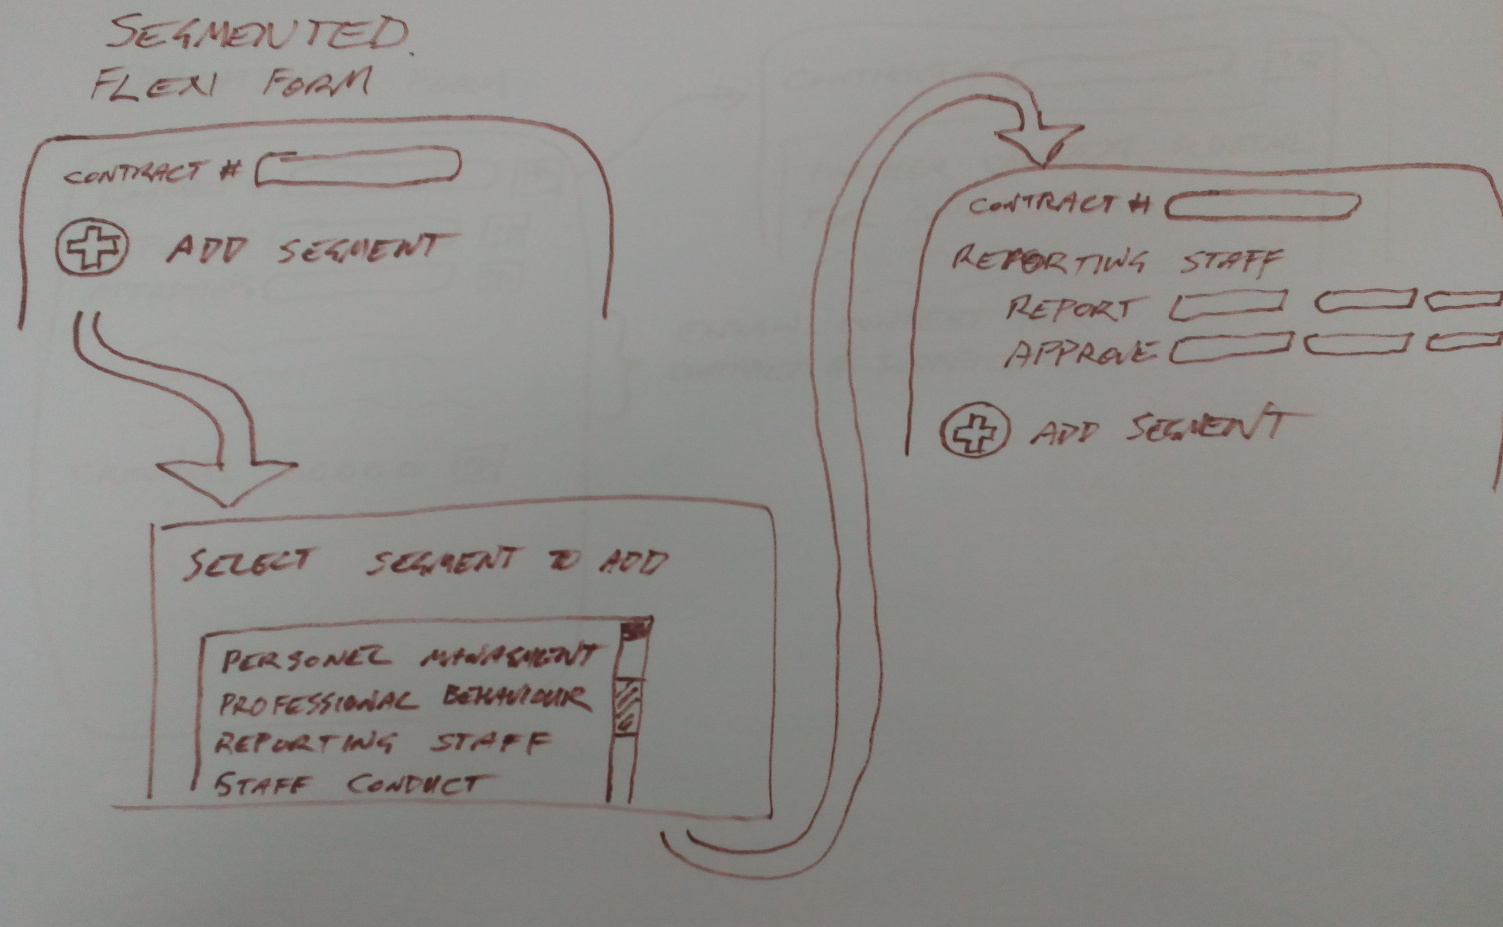 SEGMENTED
FLEXI FORM
CONTRACT #
ADD SEGMENT
SELECT SEGMENT TO ADD
PERSONEL MANAGMENT
PROFESSIONAL BEHAVIOUR
REPORTING STAFF
STAFF CONDUCT
CONTRACT #
REPORTING STAFF
REPORT
APPROVE
ADD SEGMENT